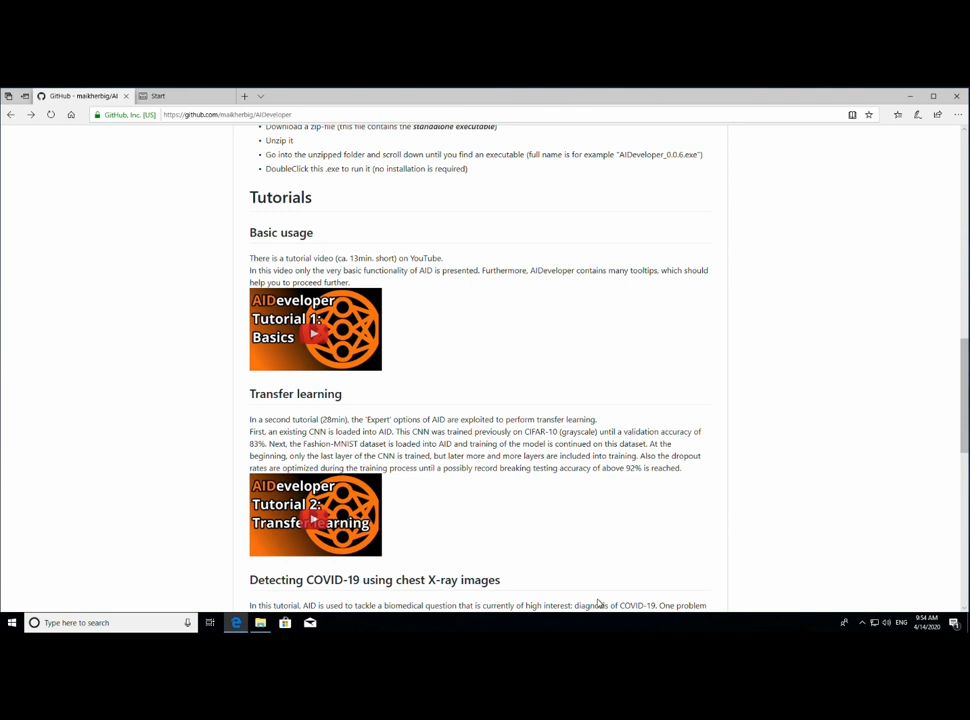 GitHub - maikherbig/AI
Start
GitHub, Inc. [US]
https://github.com/maikherbig/AIDeveloper
Download a zip-file (this file contains the standalone executable)
Unzip it
Go into the unzipped folder and scroll down until you find an executable (full name is for example "AIDeveloper_0.0.6.exe")
DoubleClick this .exe to run it (no installation is required)
Tutorials
Basic usage
There is a tutorial video (ca. 13min. short) on YouTube.
In this video only the very basic functionality of AID is presented. Furthermore, AIDeveloper contains many tooltips, which should
help you to proceed further.
AIDeveloper
Tutorial 1:
Basics
Transfer learning
In a second tutorial (28min), the 'Expert' options of AID are exploited to perform transfer learning.
First, an existing CNN is loaded into AID. This CNN was trained previously on CIFAR-10 (grayscale) until a validation accuracy of
83%. Next, the Fashion-MNIST dataset is loaded into AID and training of the model is continued on this dataset. At the
beginning, only the last layer of the CNN is trained, but later more and more layers are included into training. Also the dropout
rates are optimized during the training process until a possibly record breaking testing accuracy of above 92% is reached.
AIDeveloper
Tutorial 2:
Transfer learning
Detecting COVID-19 using chest X-ray images
In this tutorial, AID is used to tackle a biomedical question that is currently of high interest: diagnosis of COVID-19. One problem
Type here to search
ENG
9:54 AM
4/14/2020